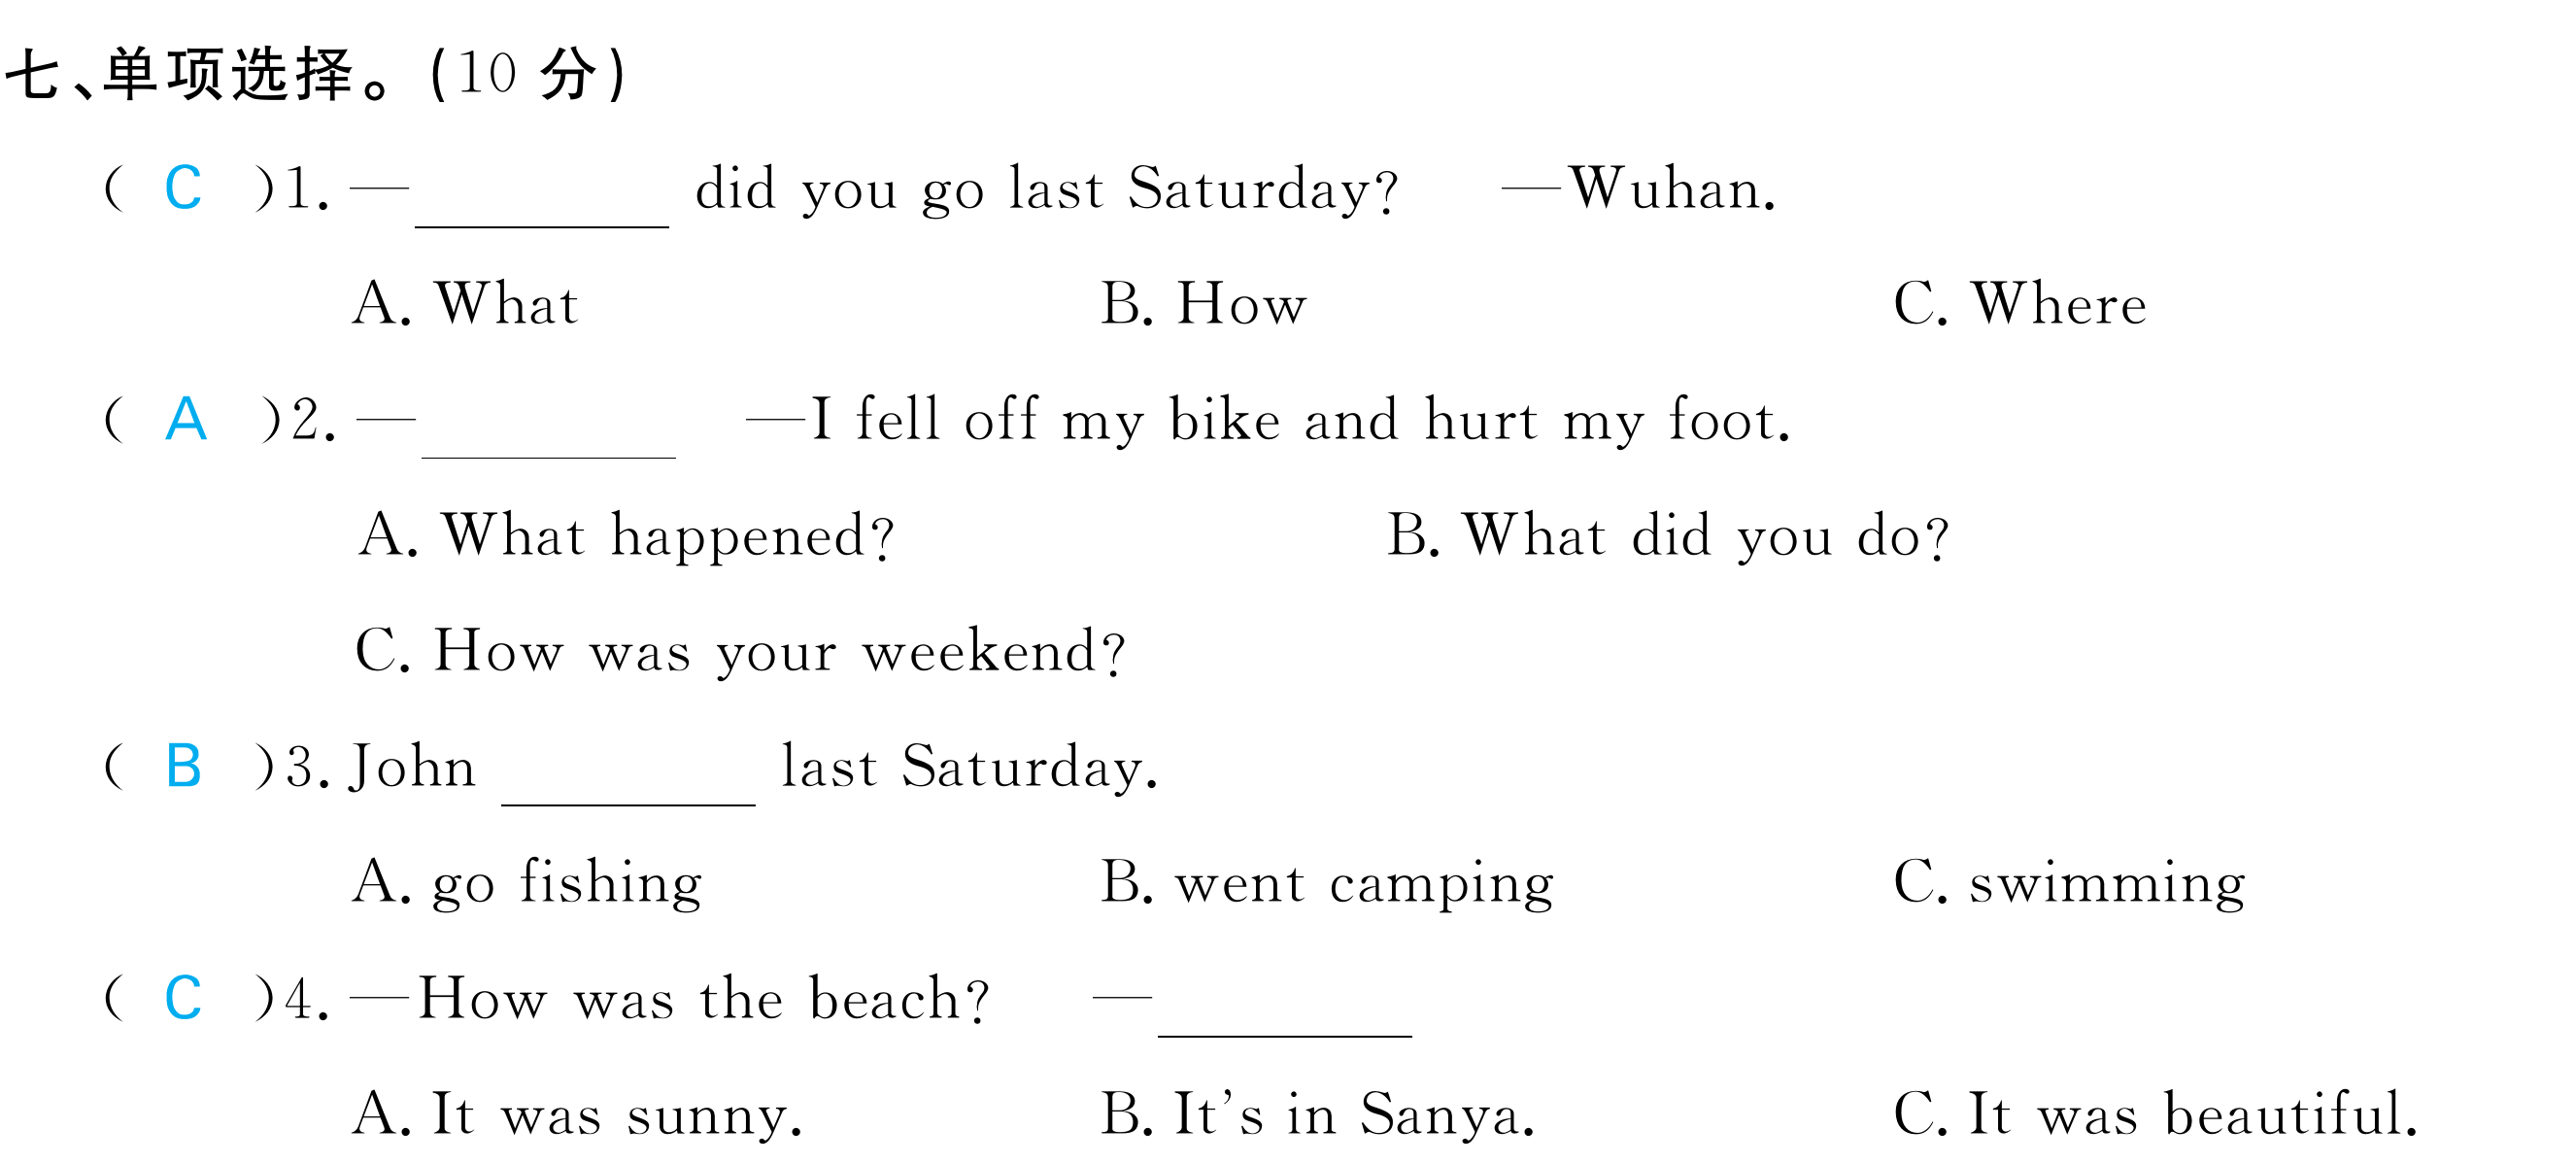 七、单项选择。(10 分)
( C )1. —________ did you go last Saturday? —Wuhan.
A. What B. How C. Where
( A )2. —________ —I fell off my bike and hurt my foot.
A. What happened? B. What did you do?
C. How was your weekend?
( B )3. John ________ last Saturday.
A. go fishing B. went camping C. swimming
( C )4. —How was the beach? —________
A. It was sunny. B. It's in Sanya. C. It was beautiful.